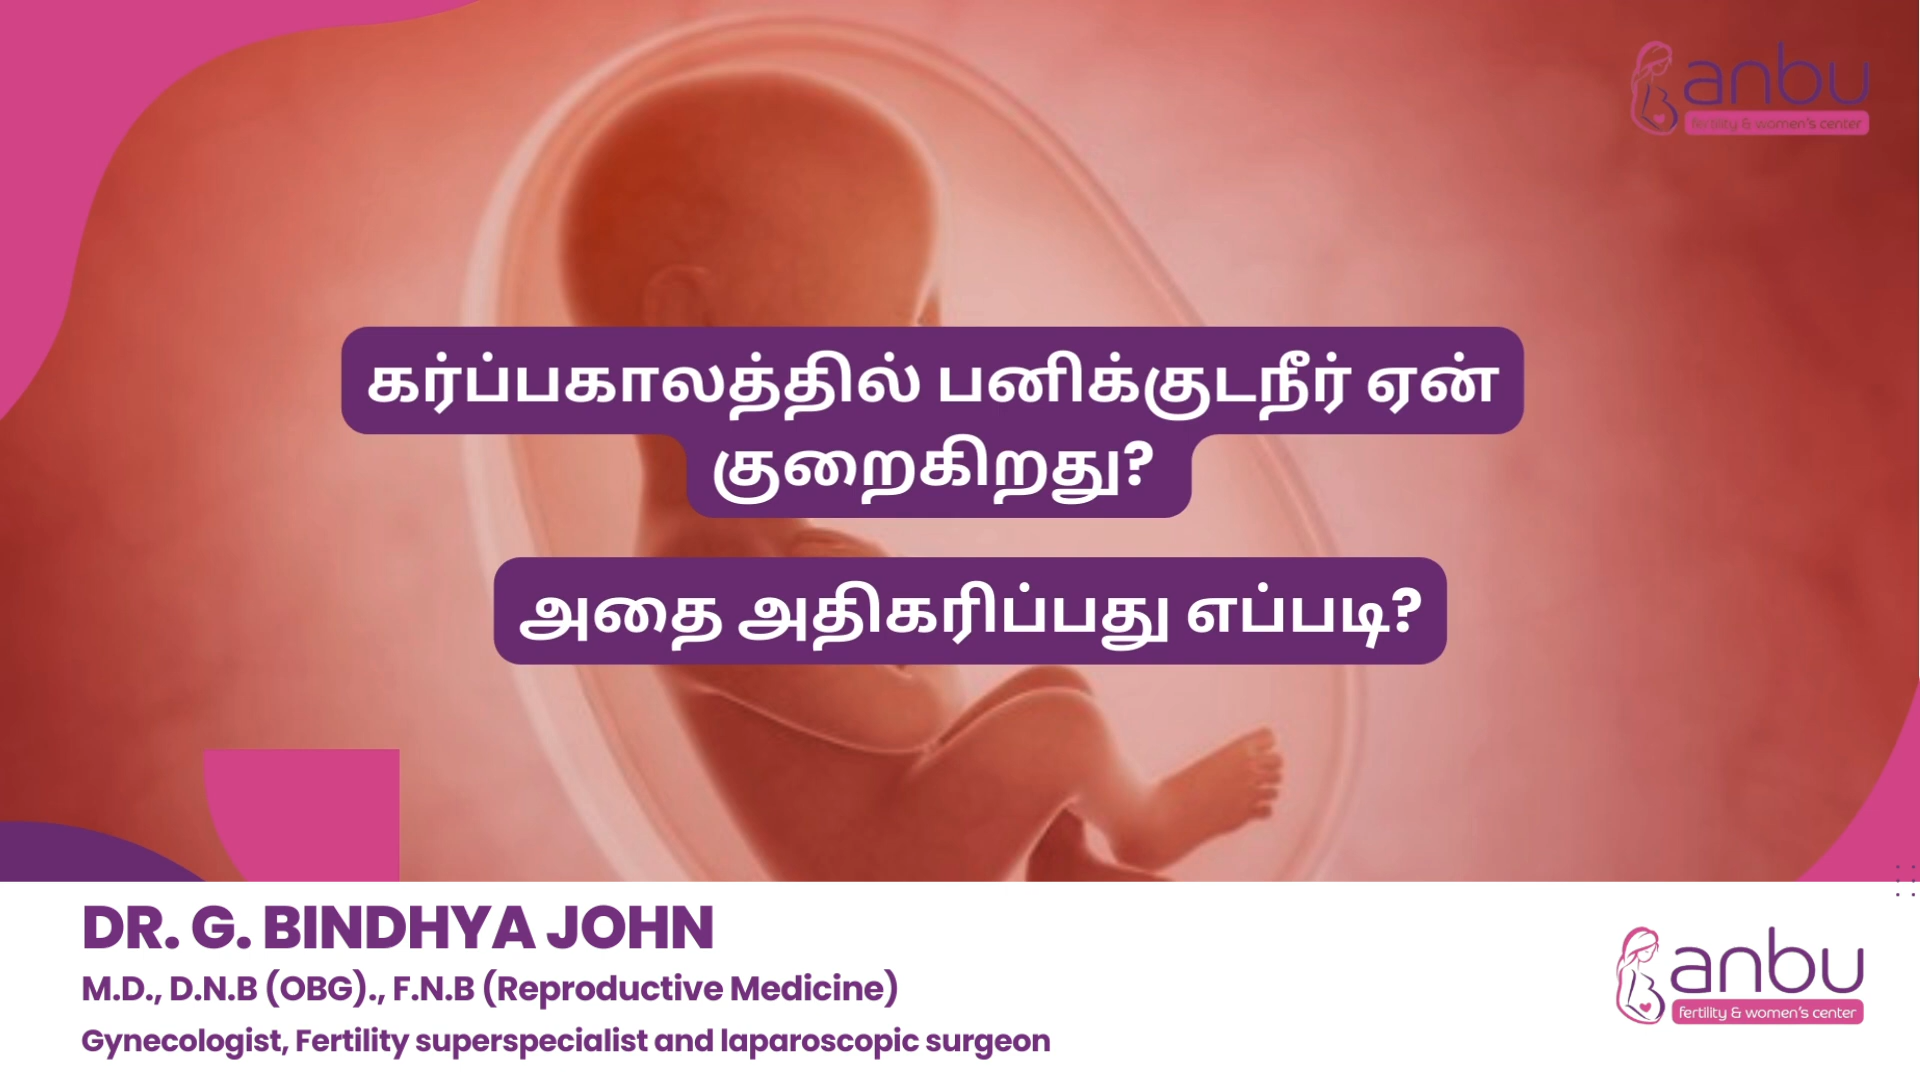 anbu
fertility & women's center
கர்ப்பகாலத்தில் பனிக்குடநீர் ஏன்
குறைகிறது?
அதை அதிகரிப்பது எப்படி?
DR. G. BINDHYA JOHN
M.D., D.N.B (OBG)., F.N.B (Reproductive Medicine)
Gynecologist, Fertility superspecialist and laparoscopic surgeon
anbu
fertility & women's center